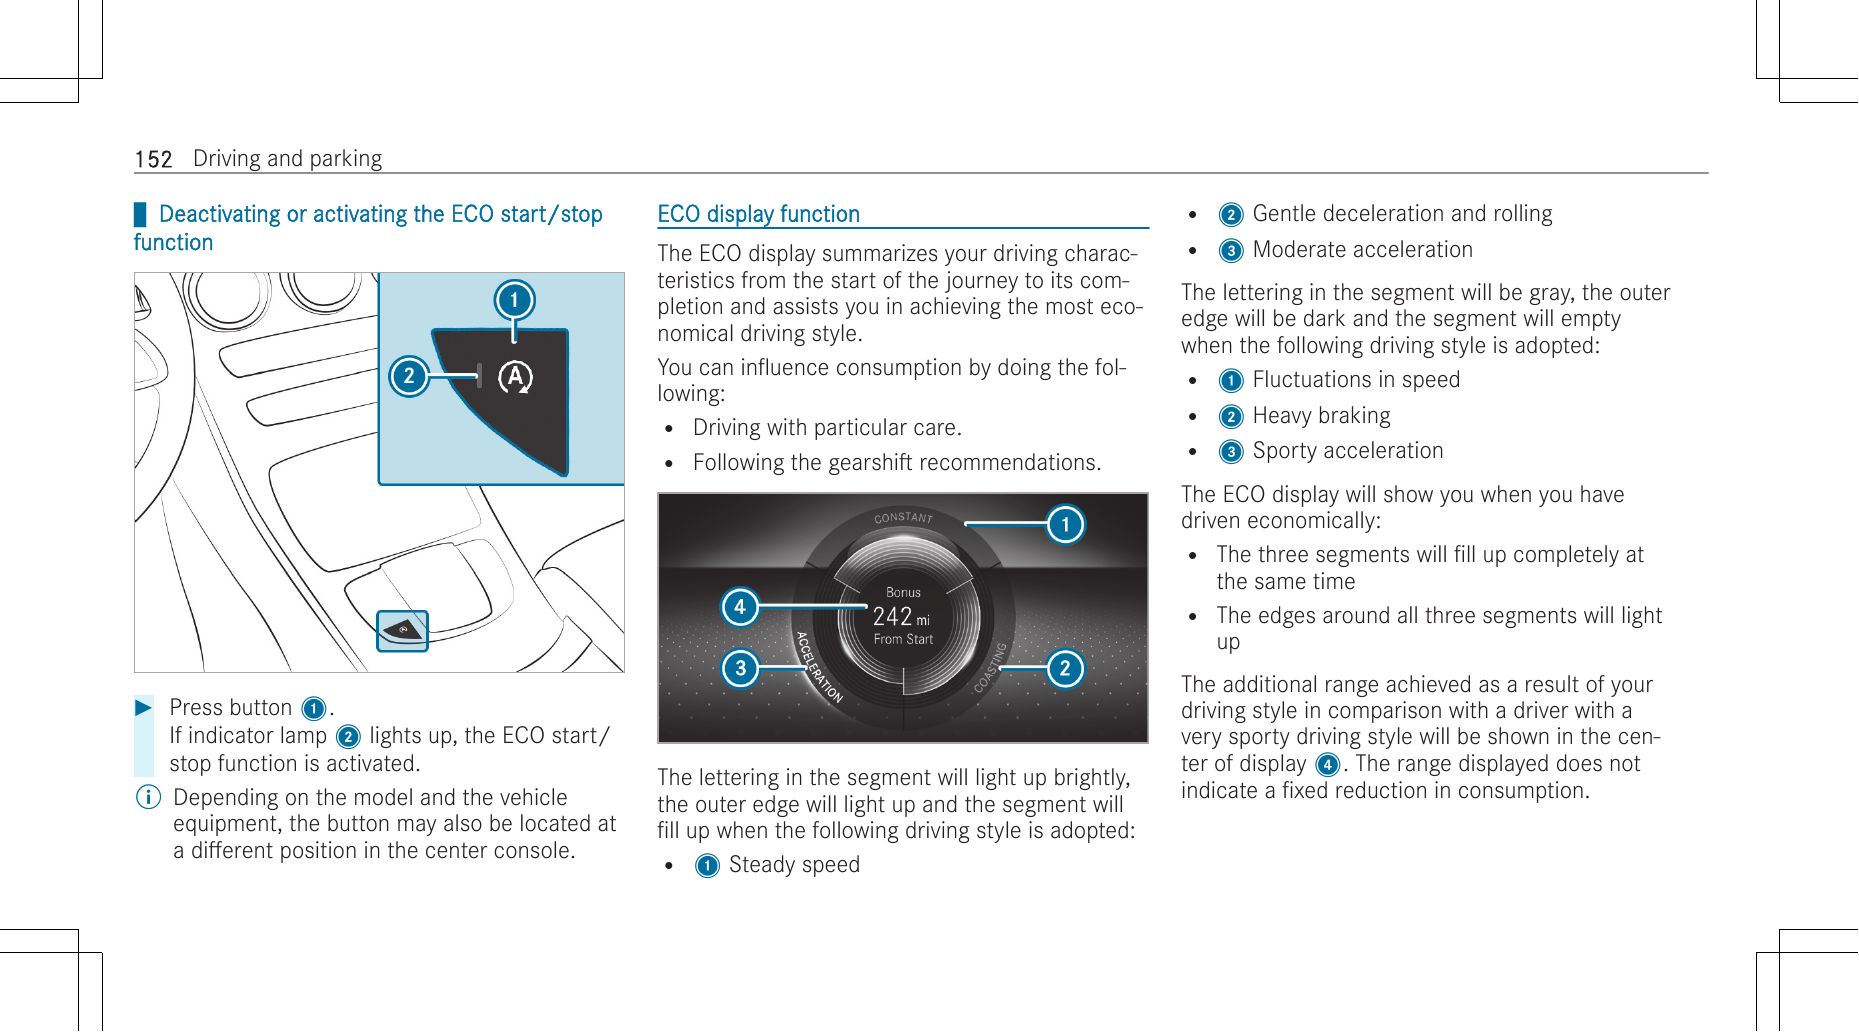 152 Driving and parking
Deactivating or activating the ECO start/stop
function
1
2
A
Press button 1.
If indicator lamp 2 lights up, the ECO start/
stop function is activated.
i Depending on the model and the vehicle
equipment, the button may also be located at
a different position in the center console.
ECO display function
The ECO display summarizes your driving charac-
teristics from the start of the journey to its com-
pletion and assists you in achieving the most eco-
nomical driving style.
You can influence consumption by doing the fol-
lowing:
• Driving with particular care.
• Following the gearshift recommendations.
CONSTANT
1
4
Bonus
242 mi
From Start
3
ACCELERATION
COASTING
2
The lettering in the segment will light up brightly,
the outer edge will light up and the segment will
fill up when the following driving style is adopted:
• 1 Steady speed
• 2 Gentle deceleration and rolling
• 3 Moderate acceleration
The lettering in the segment will be gray, the outer
edge will be dark and the segment will empty
when the following driving style is adopted:
• 1 Fluctuations in speed
• 2 Heavy braking
• 3 Sporty acceleration
The ECO display will show you when you have
driven economically:
• The three segments will fill up completely at
the same time
• The edges around all three segments will light
up
The additional range achieved as a result of your
driving style in comparison with a driver with a
very sporty driving style will be shown in the cen-
ter of display 4. The range displayed does not
indicate a fixed reduction in consumption.